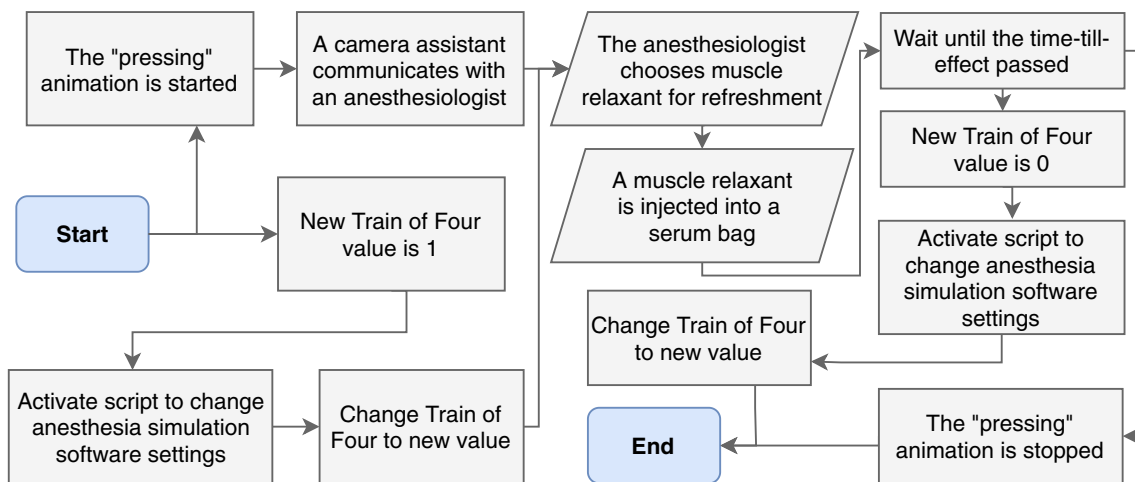 The "pressing"
animation is started
A camera assistant
communicates with
an anesthesiologist
The anesthesiologist
chooses muscle
relaxant for refreshment
Wait until the time-till-
effect passed
New Train of Four
value is 0
A muscle relaxant
is injected into a
serum bag
Start
New Train of Four
value is 1
Activate script to
change anesthesia
simulation software
settings
Change Train of Four
to new value
Activate script to change
anesthesia simulation
software settings
Change Train of
Four to new value
End
The "pressing"
animation is stopped